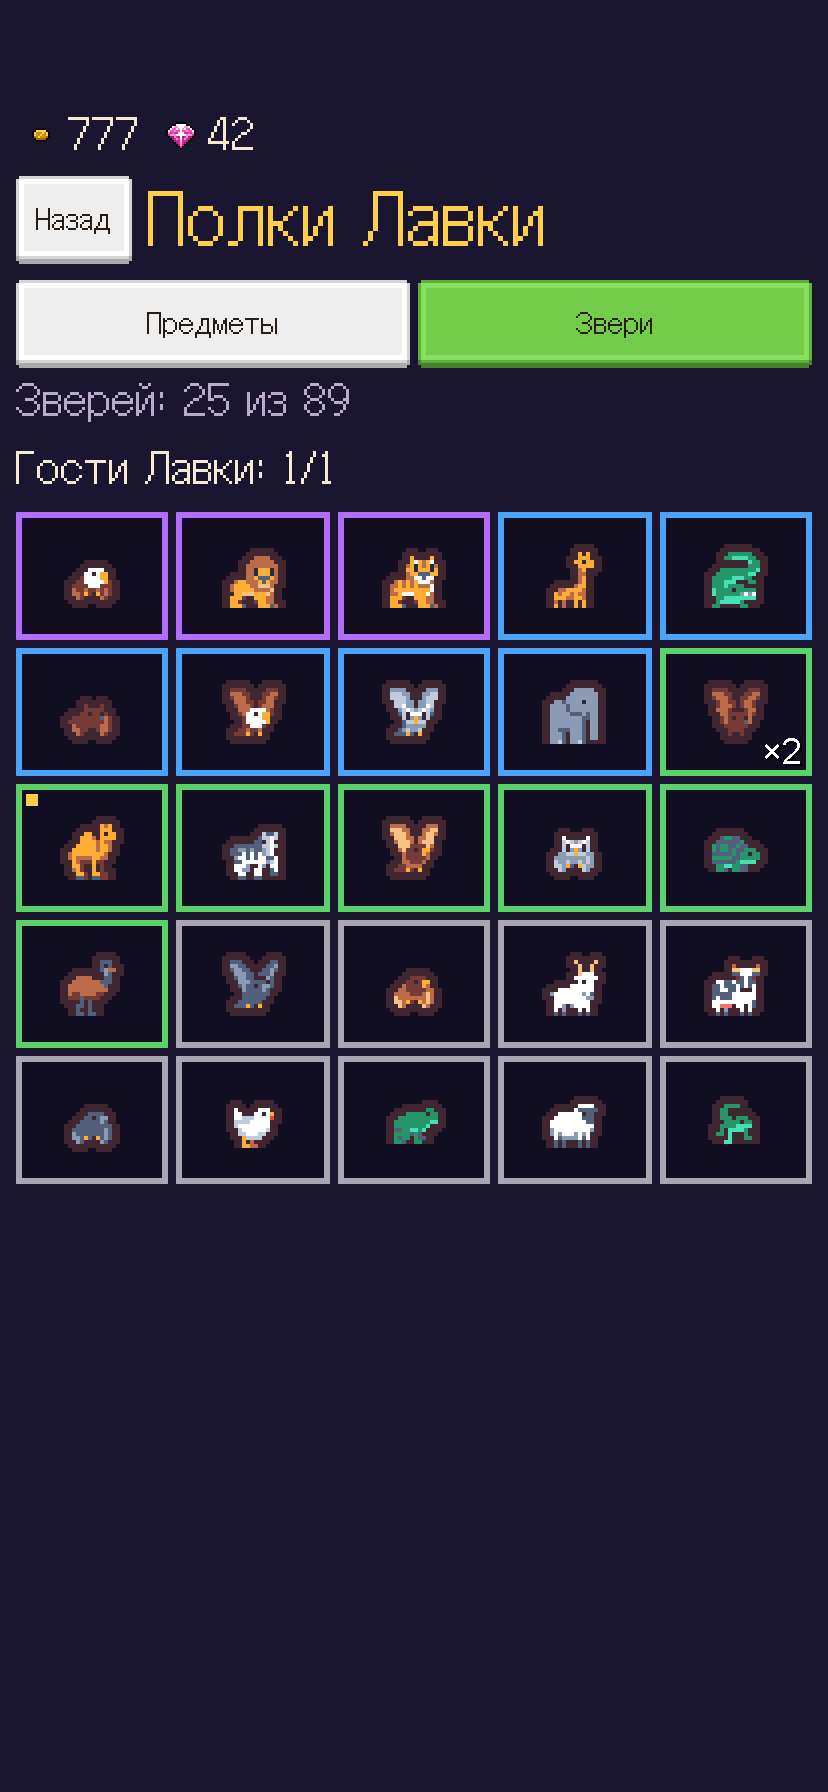 777 42
Назад Полки Лавки
Предметы Звери
Зверей: 25 из 89
Гости Лавки: 1/1
×2